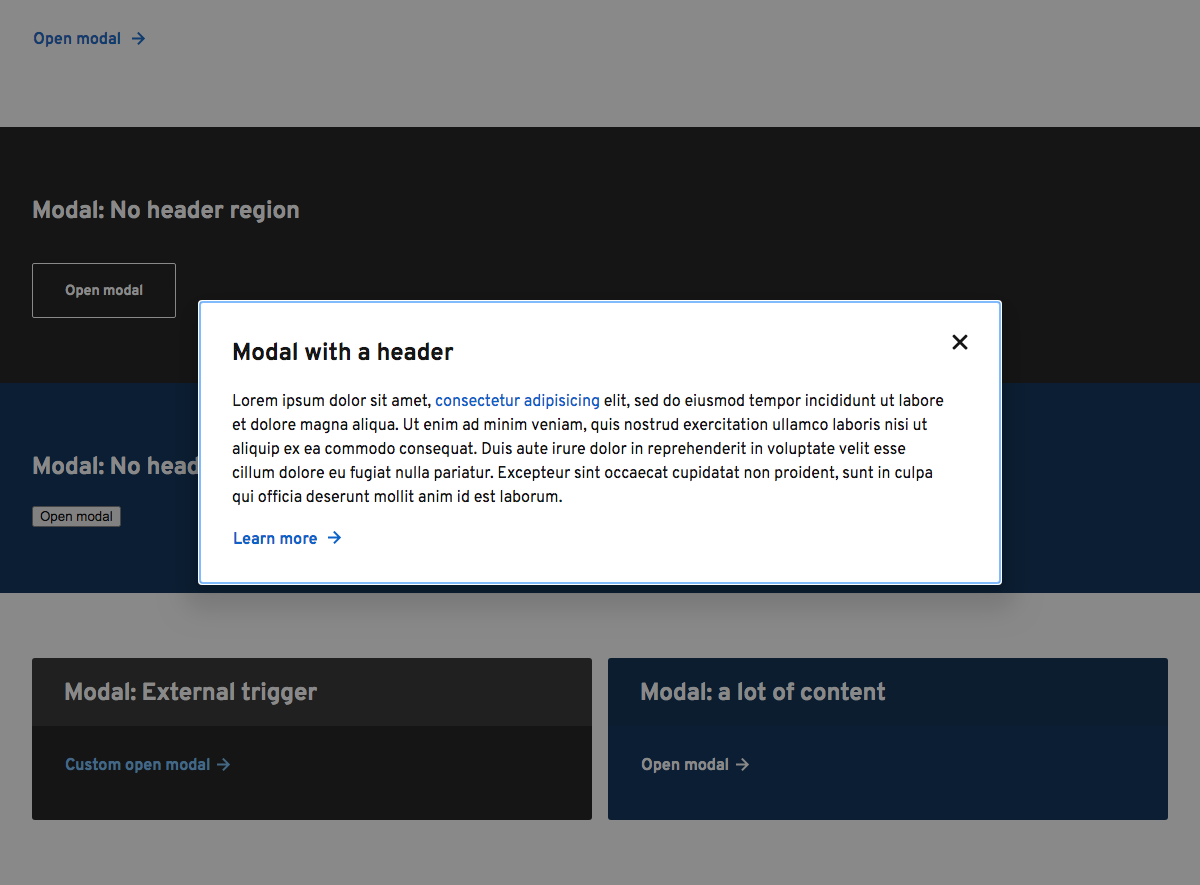 Open modal →
Modal: No header region
Open modal
Modal with a header
Lorem ipsum dolor sit amet, consectetur adipisicing elit, sed do eiusmod tempor incididunt ut labore
et dolore magna aliqua. Ut enim ad minim veniam, quis nostrud exercitation ullamco laboris nisi ut
aliquip ex ea commodo consequat. Duis aute irure dolor in reprehenderit in voluptate velit esse
cillum dolore eu fugiat nulla pariatur. Excepteur sint occaecat cupidatat non proident, sunt in culpa
qui officia deserunt mollit anim id est laborum.
Learn more →
Modal: No head
Open modal
Modal: External trigger
Custom open modal →
Modal: a lot of content
Open modal →